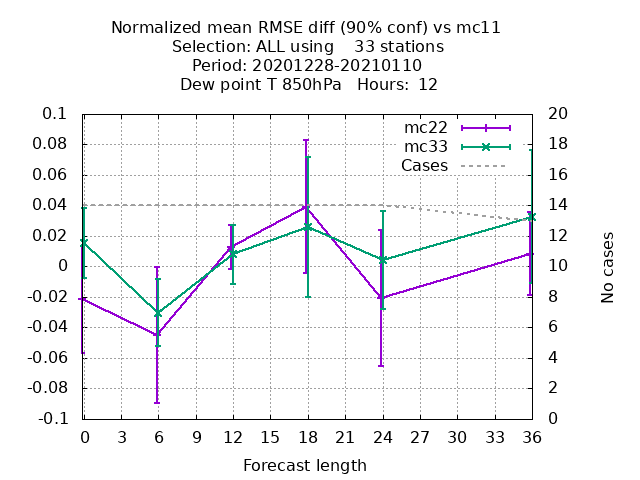 Normalized mean RMSE diff (90% conf) vs mc11
Selection: ALL using    33 stations
Period: 20201228-20210110
Dew point T 850hPa   Hours:  12
0.1
0.08
0.06
0.04
0.02
0
-0.02
-0.04
-0.06
-0.08
-0.1
mc22
mc33
Cases
20
18
16
14
12
10
8
6
4
2
0
No cases
0 3 6 9 12 15 18 21 24 27 30 33 36
Forecast length